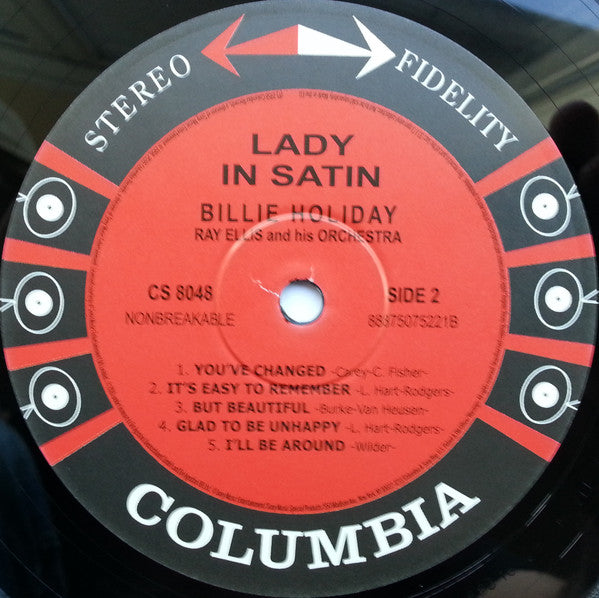 STEREO FIDELITY
LADY
IN SATIN
BILLIE HOLIDAY
RAY ELLIS and his ORCHESTRA
CS 8048 SIDE 2
NONBREAKABLE 88875075221B
1. YOU'VE CHANGED -Carey-C. Fisher-
2. IT'S EASY TO REMEMBER -L. Hart-Rodgers-
3. BUT BEAUTIFUL -Burke-Van Heusen-
4. GLAD TO BE UNHAPPY -L. Hart-Rodgers-
5. I'LL BE AROUND -Wilder-
COLUMBIA